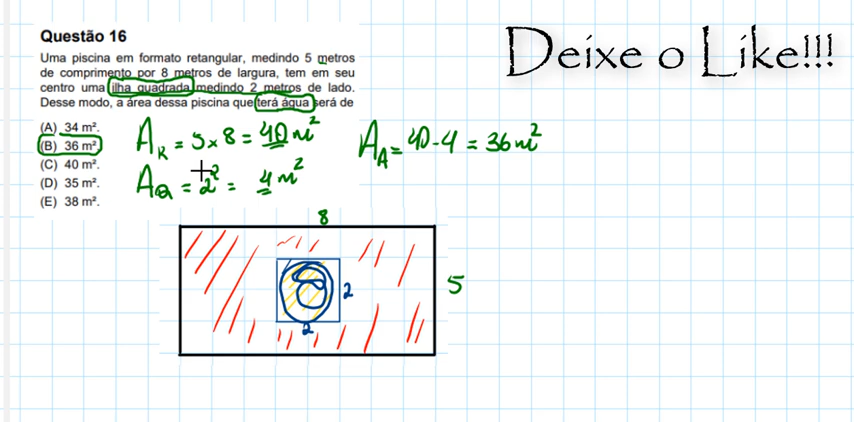 Questão 16
Uma piscina em formato retangular, medindo 5 metros
de comprimento por 8 metros de largura, tem em seu
centro uma ilha quadrada medindo 2 metros de lado.
Desse modo, a área dessa piscina que terá água será de
(A) 34 m².
(B) 36 m².
(C) 40 m².
(D) 35 m².
(E) 38 m².
Deixe o Like!!!
A_R = 5 x 8 = 40 m²
A_Q = 2² = 4 m²
A_A = 40 - 4 = 36 m²
8
5
2
2